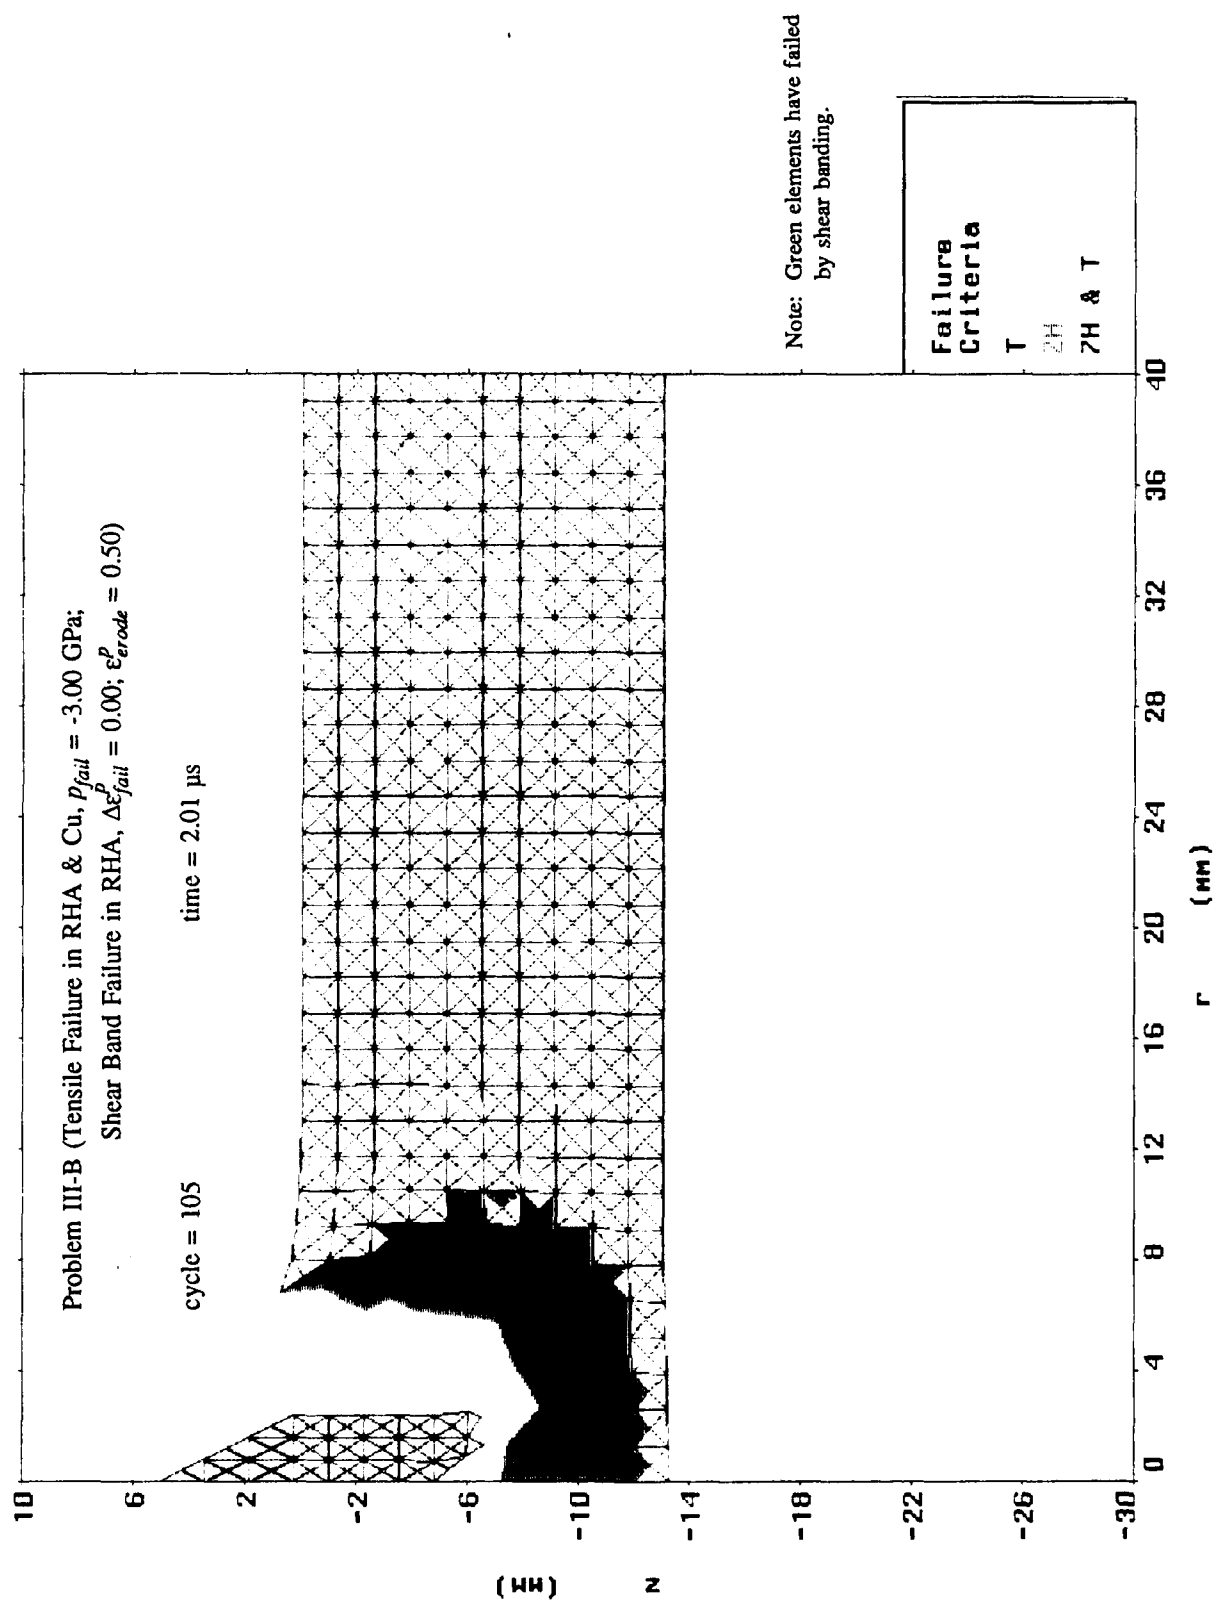 Problem III-B (Tensile Failure in RHA & Cu, p_fail = -3.00 GPa;
Shear Band Failure in RHA, Δε^p_fail = 0.00; ε^p_erode = 0.50)
cycle = 105 time = 2.01 µs
10
6
2
-2
-6
-10
-14
-18
-22
-26
-30
z (MM)
0 4 8 12 16 20 24 28 32 36 40
r (MM)
Note: Green elements have failed
by shear banding.
Failure
Criteria
T
ZH
ZH & T